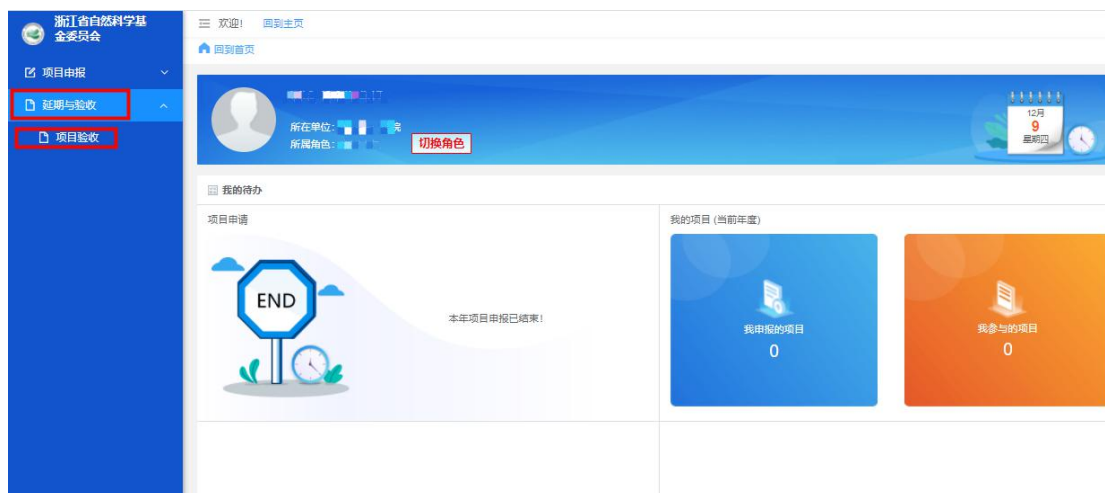 浙江省自然科学基
金委员会
欢迎! 回到主页
回到首页
项目申报
延期与验收
项目验收
所在单位:
所属角色:
切换角色
12月
9
星期四
我的待办
项目申请
我的项目 (当前年度)
END
本年项目申报已结束!
我申报的项目
0
我参与的项目
0